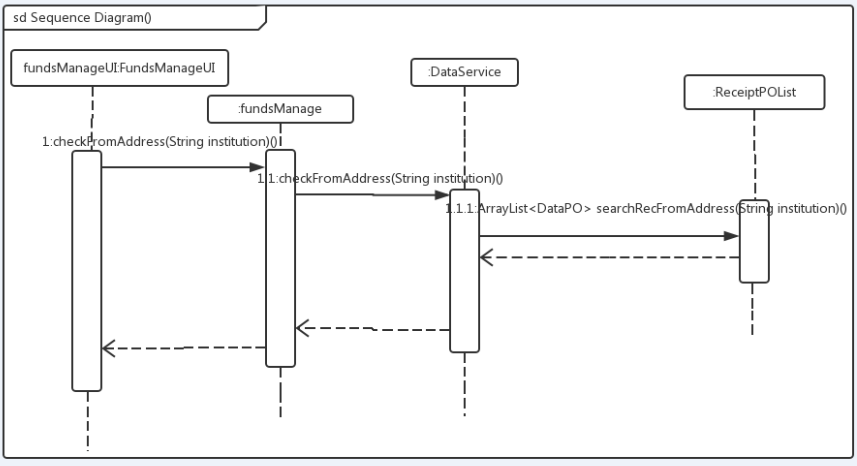 sd Sequence Diagram()
fundsManageUI:FundsManageUI
:fundsManage
:DataService
:ReceiptPOList
1:checkFromAddress(String institution)()
1.1:checkFromAddress(String institution)()
1.1.1:ArrayList<DataPO> searchRecFromAddress(String institution)()